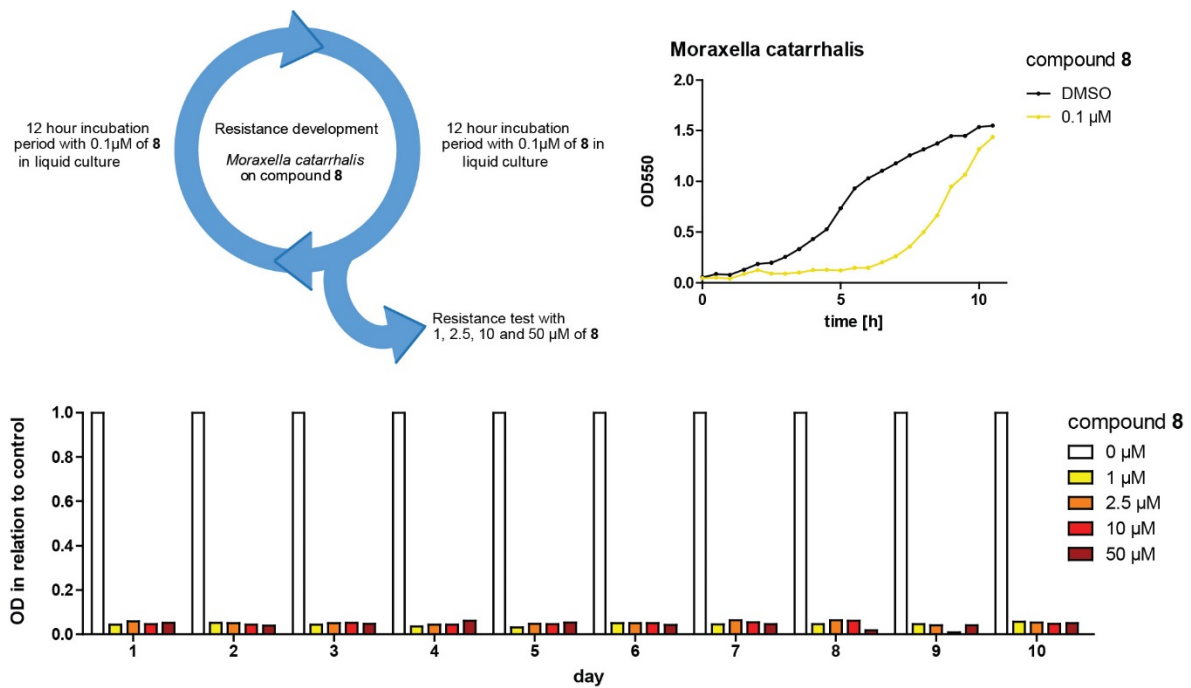 12 hour incubation
period with 0.1µM of 8
in liquid culture
Resistance development
Moraxella catarrhalis
on compound 8
12 hour incubation
period with 0.1µM of 8 in
liquid culture
Resistance test with
1, 2.5, 10 and 50 µM of 8
Moraxella catarrhalis
compound 8
DMSO
0.1 µM
OD550
2.0
1.5
1.0
0.5
0.0
0 5 10
time [h]
OD in relation to control
1.0
0.8
0.6
0.4
0.2
0.0
1 2 3 4 5 6 7 8 9 10
day
compound 8
0 µM
1 µM
2.5 µM
10 µM
50 µM